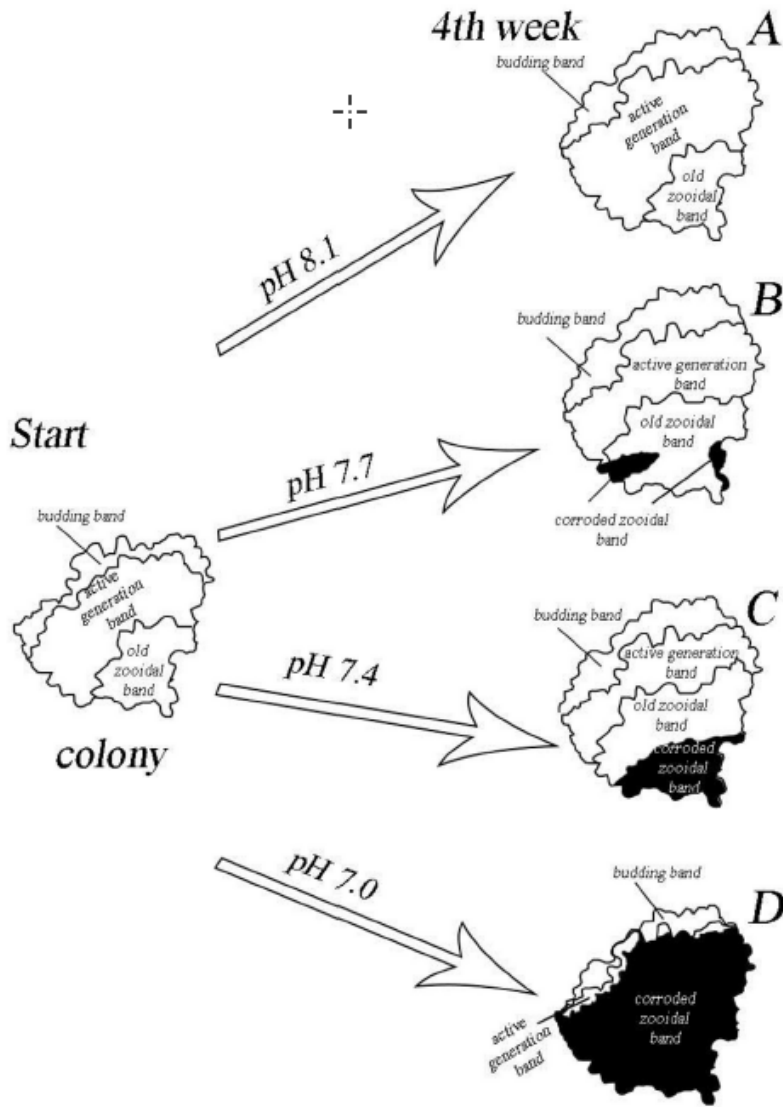 4th week
A
budding band
active
generation
band
old
zooidal
band
pH 8.1
B
budding band
active generation
band
old zooidal
band
corroded zooidal
band
pH 7.7
Start
budding band
active
generation
band
old
zooidal
band
colony
C
budding band
active generation band
old zooidal
band
corroded
zooidal
band
pH 7.4
D
budding band
corroded
zooidal
band
active
generation
band
pH 7.0